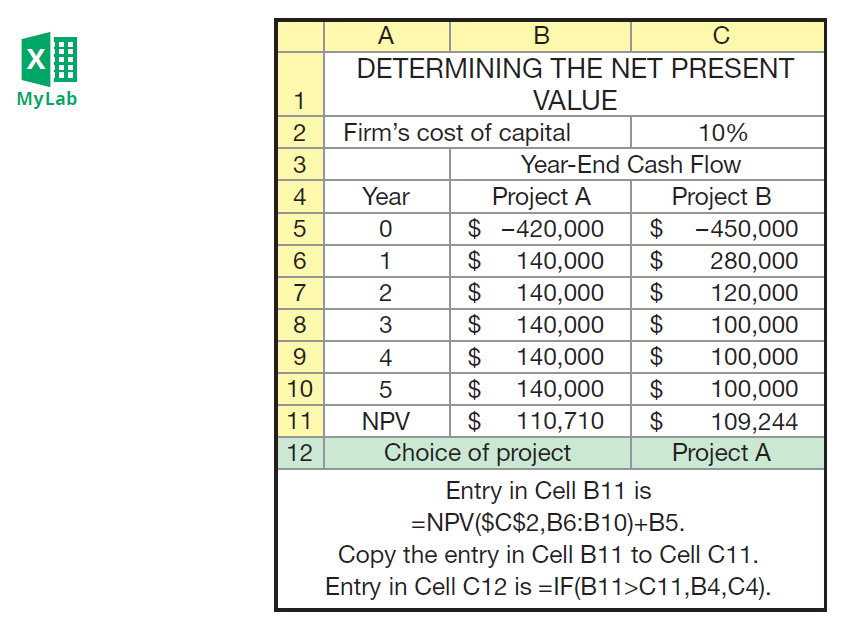 X
MyLab
A B C
1 DETERMINING THE NET PRESENT
VALUE
2 Firm’s cost of capital 10%
3 Year-End Cash Flow
4 Year Project A Project B
5 0 $ −420,000 $ −450,000
6 1 $ 140,000 $ 280,000
7 2 $ 140,000 $ 120,000
8 3 $ 140,000 $ 100,000
9 4 $ 140,000 $ 100,000
10 5 $ 140,000 $ 100,000
11 NPV $ 110,710 $ 109,244
12 Choice of project Project A
Entry in Cell B11 is
=NPV($C$2,B6:B10)+B5.
Copy the entry in Cell B11 to Cell C11.
Entry in Cell C12 is =IF(B11>C11,B4,C4).